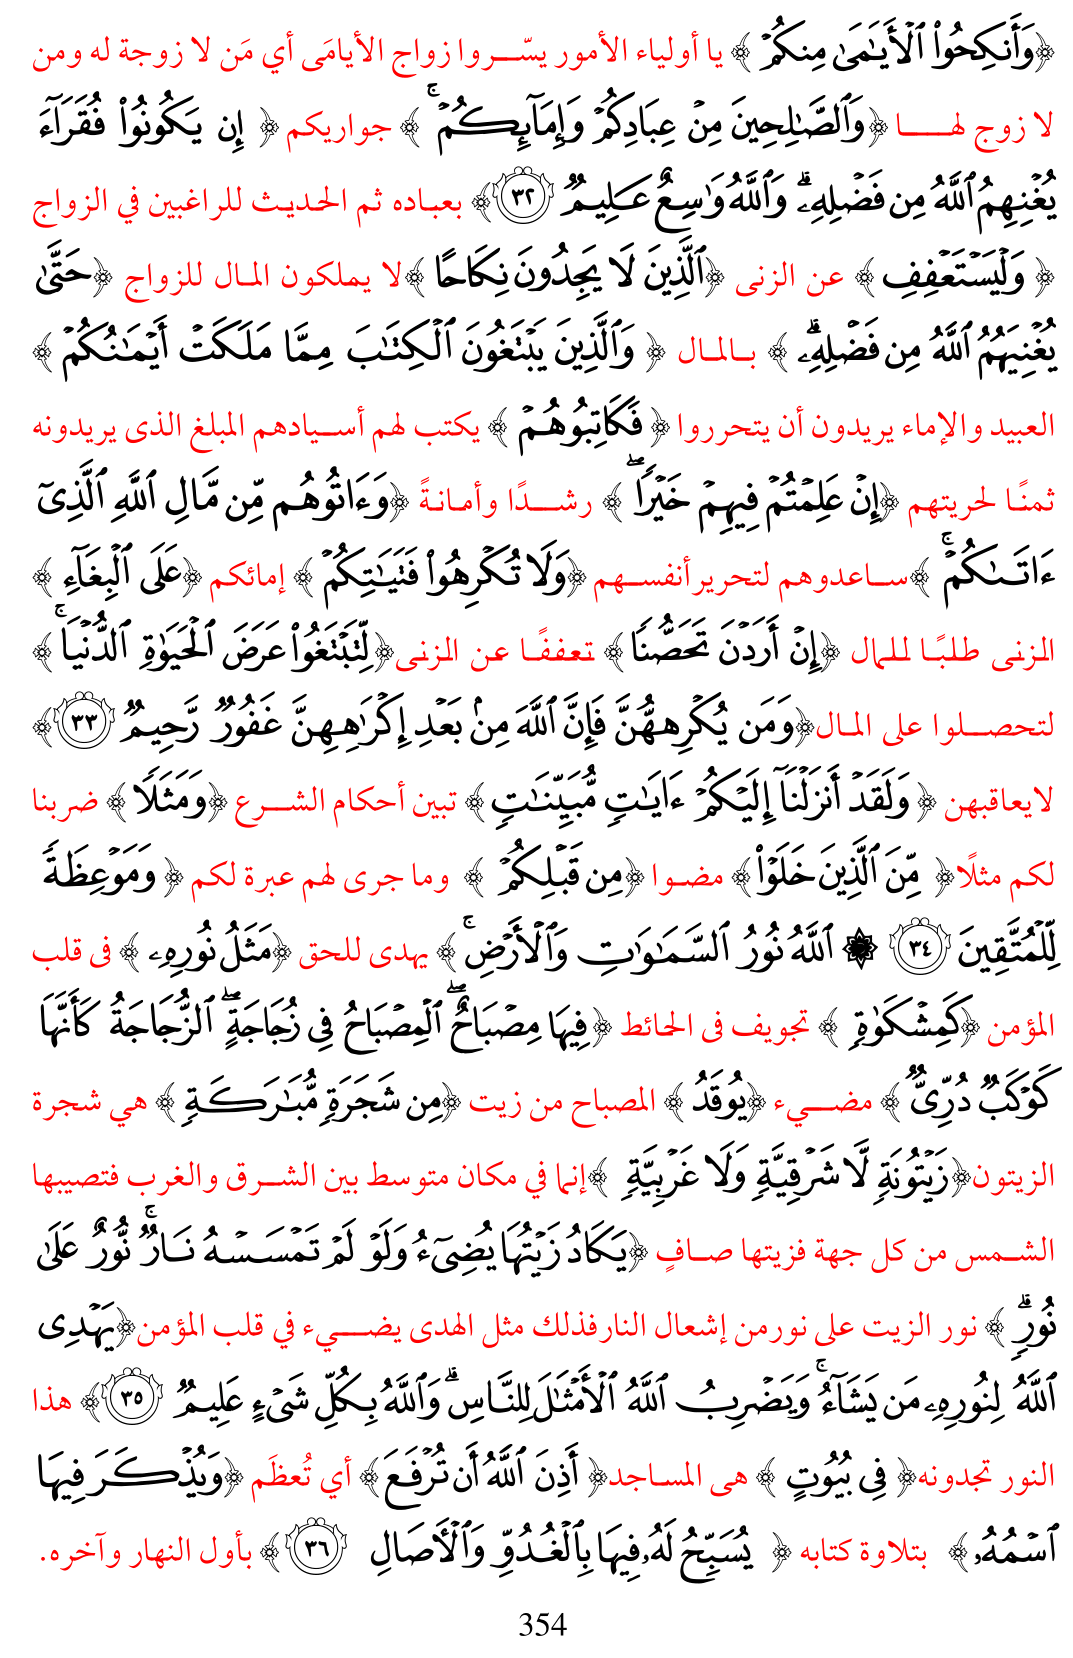 ﴿وَأَنكِحُوا۟ ٱلْأَيَـٰمَىٰ مِنكُمْ ﴾ يا أولياء الأمور يسّروا زواج الأيامَى أي مَن لا زوجة له ومن
لا زوج لها ﴿وَٱلصَّـٰلِحِينَ مِنْ عِبَادِكُمْ وَإِمَآئِكُمْ ۚ ﴾ جواريكم ﴿ إِن يَكُونُوا۟ فُقَرَآءَ
يُغْنِهِمُ ٱللَّهُ مِن فَضْلِهِۦ ۗ وَٱللَّهُ وَٰسِعٌ عَلِيمٌ ٣٢﴾ بعباده ثم الحديث للراغبين في الزواج
﴿ وَلْيَسْتَعْفِفِ ﴾ عن الزنى ﴿ٱلَّذِينَ لَا يَجِدُونَ نِكَاحًا ﴾لا يملكون المال للزواج ﴿حَتَّىٰ
يُغْنِيَهُمُ ٱللَّهُ مِن فَضْلِهِۦ ۗ ﴾ بالمال ﴿ وَٱلَّذِينَ يَبْتَغُونَ ٱلْكِتَـٰبَ مِمَّا مَلَكَتْ أَيْمَـٰنُكُمْ ﴾
العبيد والإماء يريدون أن يتحرروا ﴿ فَكَاتِبُوهُمْ ﴾ يكتب لهم أسيادهم المبلغ الذى يريدونه
ثمنًا لحريتهم ﴿إِنْ عَلِمْتُمْ فِيهِمْ خَيْرًا ۖ ﴾ رشدًا وأمانةً ﴿وَءَاتُوهُم مِّن مَّالِ ٱللَّهِ ٱلَّذِىٓ
ءَاتَىٰكُمْ ۚ ﴾ساعدوهم لتحرير أنفسهم ﴿وَلَا تُكْرِهُوا۟ فَتَيَـٰتِكُمْ ﴾ إمائكم ﴿عَلَى ٱلْبِغَآءِ ﴾
الزنى طلبًا للمال ﴿إِنْ أَرَدْنَ تَحَصُّنًا﴾ تعففًا عن الزنى﴿لِّتَبْتَغُوا۟ عَرَضَ ٱلْحَيَوٰةِ ٱلدُّنْيَا ۚ﴾
لتحصلوا على المال﴿وَمَن يُكْرِههُّنَّ فَإِنَّ ٱللَّهَ مِنۢ بَعْدِ إِكْرَٰهِهِنَّ غَفُورٌ رَّحِيمٌ ٣٣﴾
لايعاقبهن ﴿ وَلَقَدْ أَنزَلْنَآ إِلَيْكُمْ ءَايَـٰتٍ مُّبَيِّنَـٰتٍ ﴾ تبين أحكام الشرع ﴿وَمَثَلًا ﴾ ضربنا
لكم مثلًا﴿ مِّنَ ٱلَّذِينَ خَلَوْا۟﴾ مضوا ﴿مِن قَبْلِكُمْ ﴾ وما جرى لهم عبرة لكم ﴿ وَمَوْعِظَةً
لِّلْمُتَّقِينَ ٣٤ ۞ ٱللَّهُ نُورُ ٱلسَّمَـٰوَٰتِ وَٱلْأَرْضِ ۚ ﴾ يهدى للحق ﴿مَثَلُ نُورِهِۦ ﴾ فى قلب
المؤمن ﴿كَمِشْكَوٰةٍ ﴾ تجويف فى الحائط ﴿فِيهَا مِصْبَاحٌ ۖ ٱلْمِصْبَاحُ فِى زُجَاجَةٍ ۖ ٱلزُّجَاجَةُ كَأَنَّهَا
كَوْكَبٌ دُرِّىٌّ ﴾ مضيء ﴿يُوقَدُ ﴾ المصباح من زيت ﴿مِن شَجَرَةٍ مُّبَـٰرَكَةٍ ﴾ هي شجرة
الزيتون﴿زَيْتُونَةٍ لَّا شَرْقِيَّةٍ وَلَا غَرْبِيَّةٍ ﴾إنما في مكان متوسط بين الشرق والغرب فتصيبها
الشمس من كل جهة فزيتها صافٍ ﴿يَكَادُ زَيْتُهَا يُضِىٓءُ وَلَوْ لَمْ تَمْسَسْهُ نَارٌ ۚ نُّورٌ عَلَىٰ
نُورٍ ۗ ﴾ نور الزيت على نورمن إشعال النارفذلك مثل الهدى يضيء في قلب المؤمن﴿يَهْدِى
ٱللَّهُ لِنُورِهِۦ مَن يَشَآءُ ۚ وَيَضْرِبُ ٱللَّهُ ٱلْأَمْثَـٰلَ لِلنَّاسِ ۗ وَٱللَّهُ بِكُلِّ شَىْءٍ عَلِيمٌ ٣٥﴾ هذا
النور تجدونه﴿ فِى بُيُوتٍ ﴾ هى المساجد﴿ أَذِنَ ٱللَّهُ أَن تُرْفَعَ﴾ أي تُعظَم ﴿وَيُذْكَرَ فِيهَا
ٱسْمُهُۥ ﴾ بتلاوة كتابه ﴿ يُسَبِّحُ لَهُۥ فِيهَا بِٱلْغُدُوِّ وَٱلْـَٔاصَالِ ٣٦﴾ بأول النهار وآخره.
354